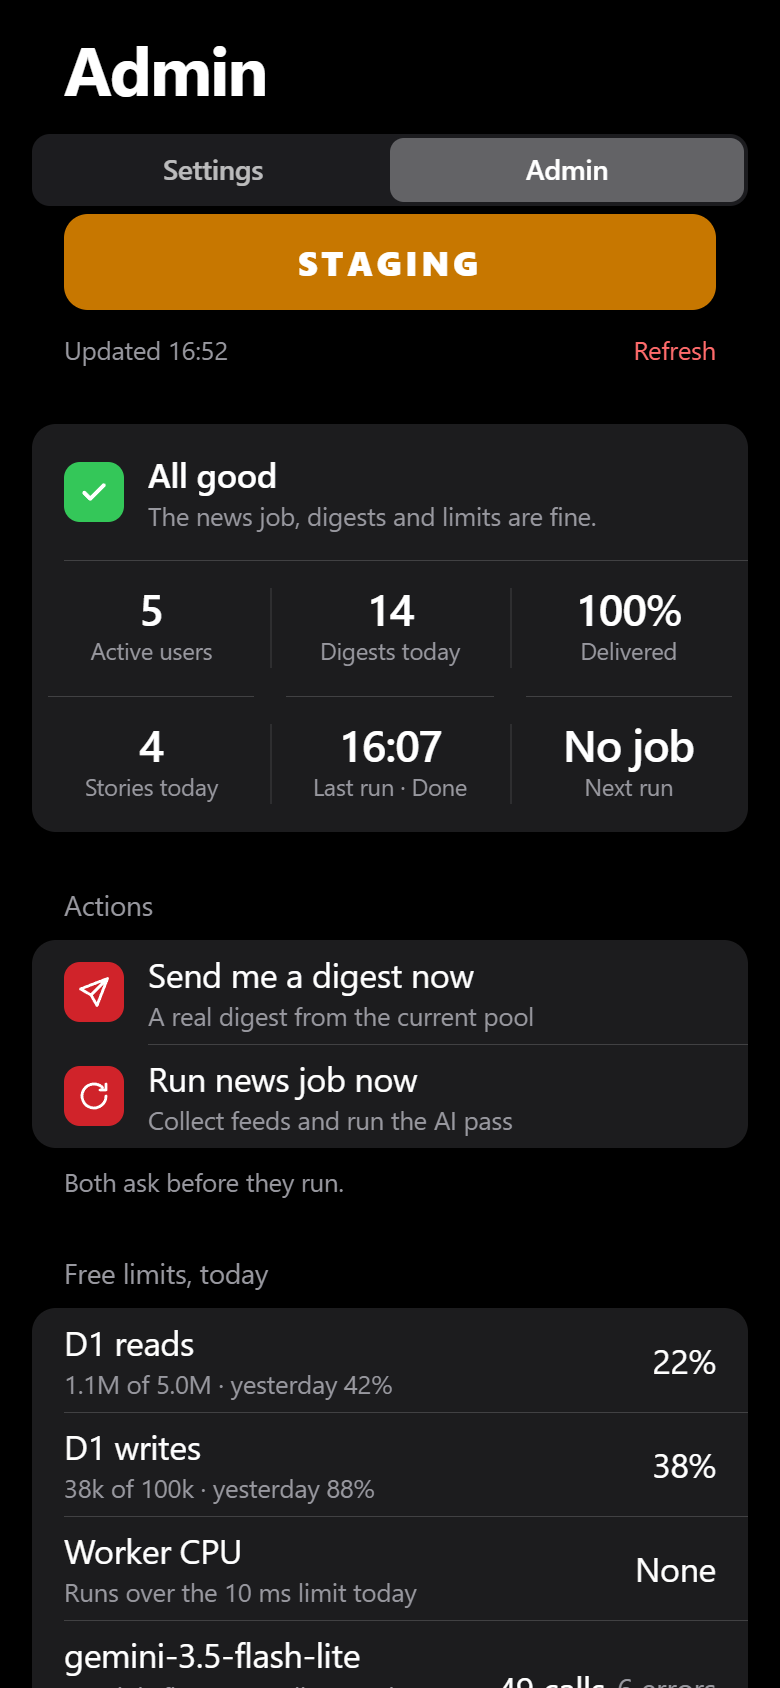 Admin
Settings Admin
STAGING
Updated 16:52 Refresh
All good
The news job, digests and limits are fine.
5 14 100%
Active users Digests today Delivered
4 16:07 No job
Stories today Last run · Done Next run
Actions
Send me a digest now
A real digest from the current pool
Run news job now
Collect feeds and run the AI pass
Both ask before they run.
Free limits, today
D1 reads
22%
1.1M of 5.0M · yesterday 42%
D1 writes
38%
38k of 100k · yesterday 88%
Worker CPU
None
Runs over the 10 ms limit today
gemini-3.5-flash-lite
49 calls 6 errors